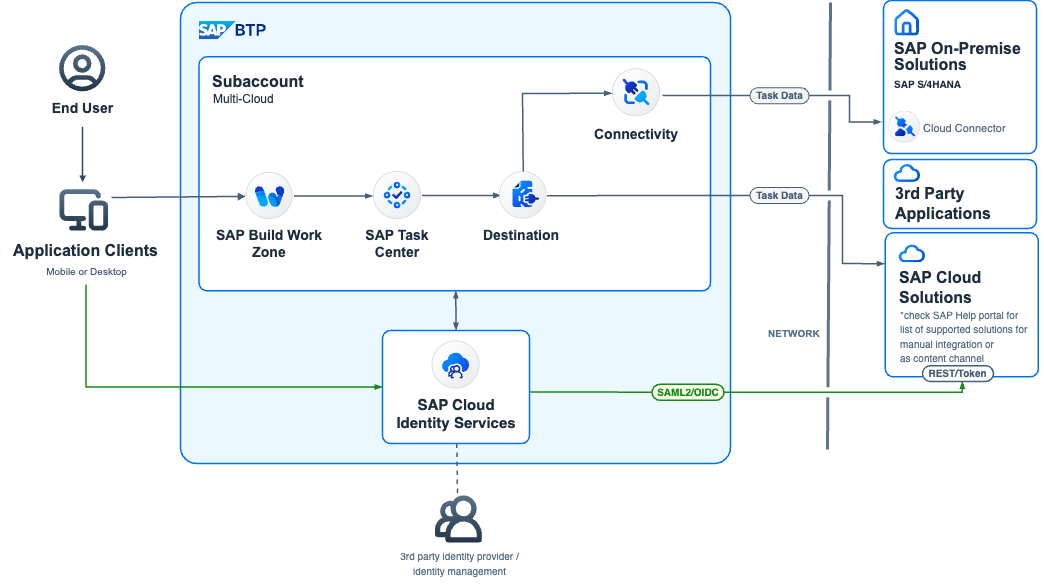 SAP BTP
Subaccount
Multi-Cloud
End User
Application Clients
Mobile or Desktop
SAP Build Work
Zone
SAP Task
Center
Destination
Connectivity
Task Data
Task Data
SAP On-Premise
Solutions
SAP S/4HANA
Cloud Connector
3rd Party
Applications
SAP Cloud
Solutions
*check SAP Help portal for
list of supported solutions for
manual integration or
as content channel
REST/Token
NETWORK
SAML2/OIDC
SAP Cloud
Identity Services
3rd party identity provider /
identity management